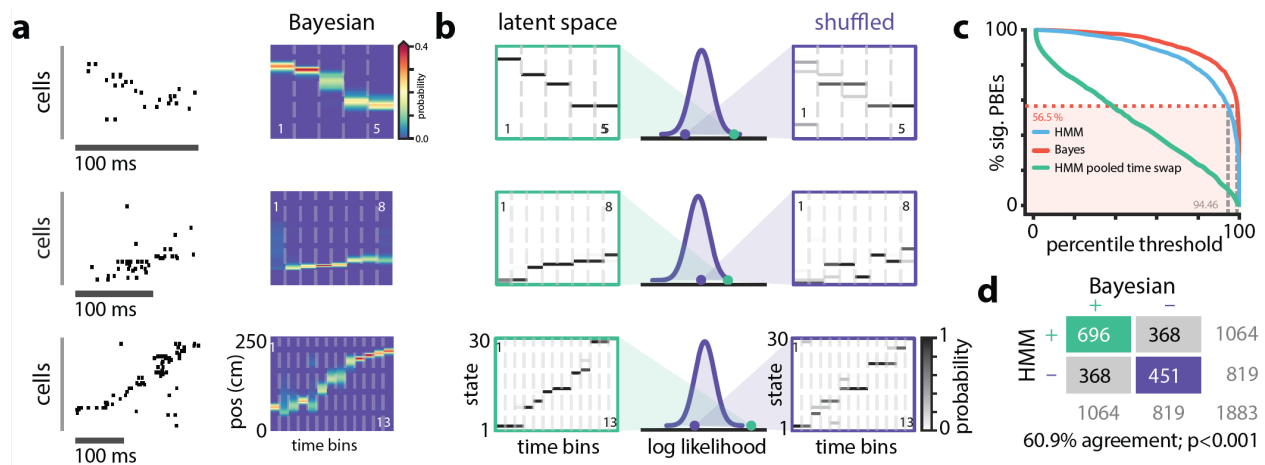 a
Bayesian
cells
100 ms
1
5
0.4
probability
0.0
cells
100 ms
1
8
cells
100 ms
250
pos (cm)
0
1
13
time bins
b
latent space
shuffled
1
5
1
5
1
8
1
8
30
state
1
1
13
time bins
log likelihood
30
state
1
1
13
time bins
1
probability
0
c
100
% sig. PBEs
0
56.5 %
HMM
Bayes
HMM pooled time swap
94.46
0
100
percentile threshold
d
Bayesian
+ −
HMM
+ 696 368 1064
− 368 451 819
1064 819 1883
60.9% agreement; p<0.001